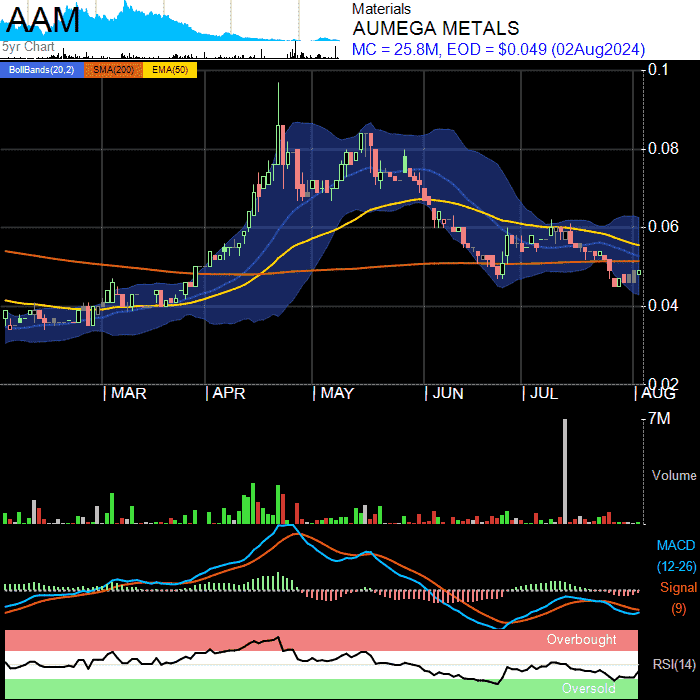 AAM
5yr Chart
Materials
AUMEGA METALS
MC = 25.8M, EOD = $0.049 (02Aug2024)
BollBands(20,2) SMA(200) EMA(50)
0.1
0.08
0.06
0.04
0.02
MAR APR MAY JUN JUL AUG
7M
Volume
MACD
(12-26)
Signal
(9)
Overbought
RSI(14)
Oversold